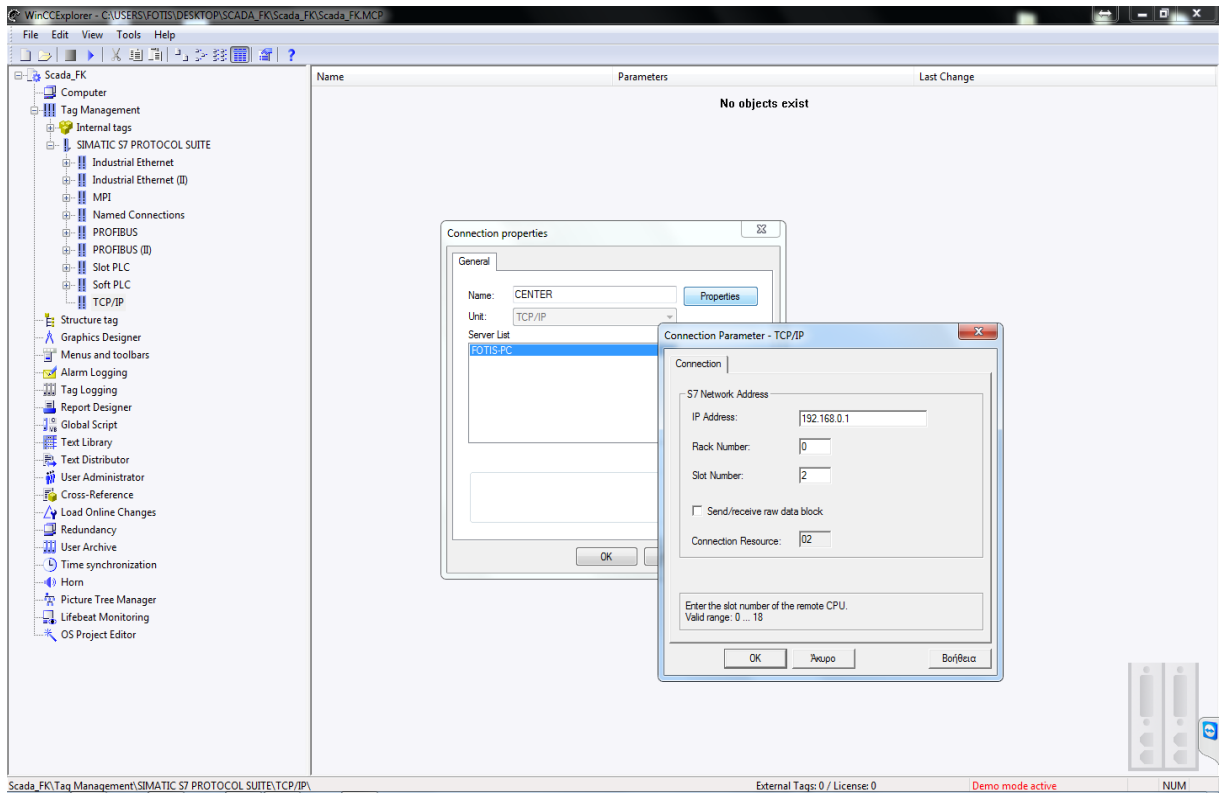 WinCCExplorer - C:\USERS\FOTIS\DESKTOP\SCADA_FK\Scada_FK\Scada_FK.MCP
File Edit View Tools Help
Scada_FK
Computer
Tag Management
Internal tags
SIMATIC S7 PROTOCOL SUITE
Industrial Ethernet
Industrial Ethernet (II)
MPI
Named Connections
PROFIBUS
PROFIBUS (II)
Slot PLC
Soft PLC
TCP/IP
Structure tag
Graphics Designer
Menus and toolbars
Alarm Logging
Tag Logging
Report Designer
Global Script
Text Library
Text Distributor
User Administrator
Cross-Reference
Load Online Changes
Redundancy
User Archive
Time synchronization
Horn
Picture Tree Manager
Lifebeat Monitoring
OS Project Editor
Name Parameters Last Change
No objects exist
Connection properties
General
Name: CENTER Properties
Unit: TCP/IP
Server List
FOTIS-PC
OK
Connection Parameter - TCP/IP
Connection
S7 Network Address
IP Address: 192.168.0.1
Rack Number: 0
Slot Number: 2
Send/receive raw data block
Connection Resource: 02
Enter the slot number of the remote CPU.
Valid range: 0 ... 18
OK Άκυρο Βοήθεια
Scada_FK\Tag Management\SIMATIC S7 PROTOCOL SUITE\TCP/IP\ External Tags: 0 / License: 0 Demo mode active NUM